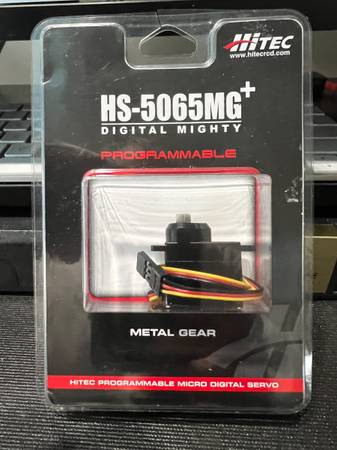 HiTEC
www.hitecrcd.com
HS-5065MG+
DIGITAL MIGHTY
PROGRAMMABLE
METAL GEAR
HITEC PROGRAMMABLE MICRO DIGITAL SERVO